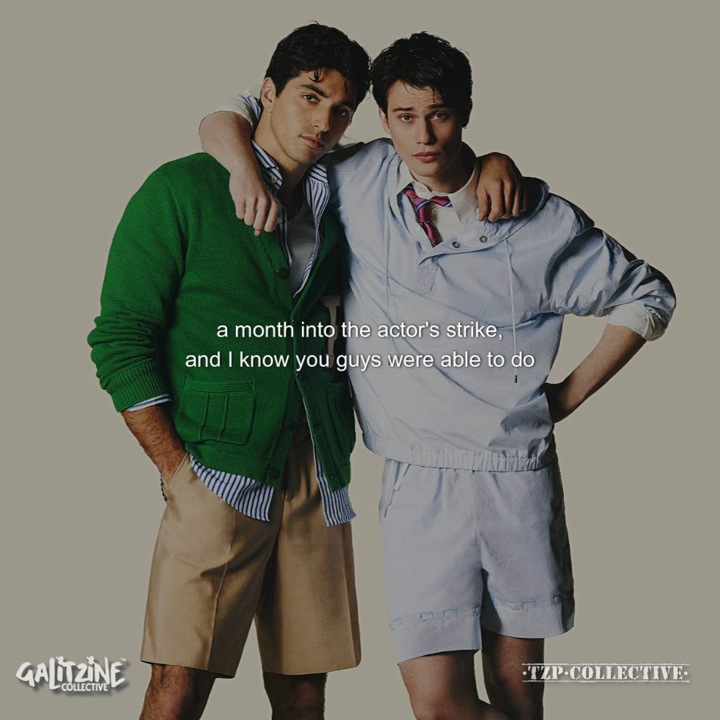 a month into the actor's strike,
and I know you guys were able to do
GALITZINE
COLLECTIVE
·TZP·COLLECTIVE·